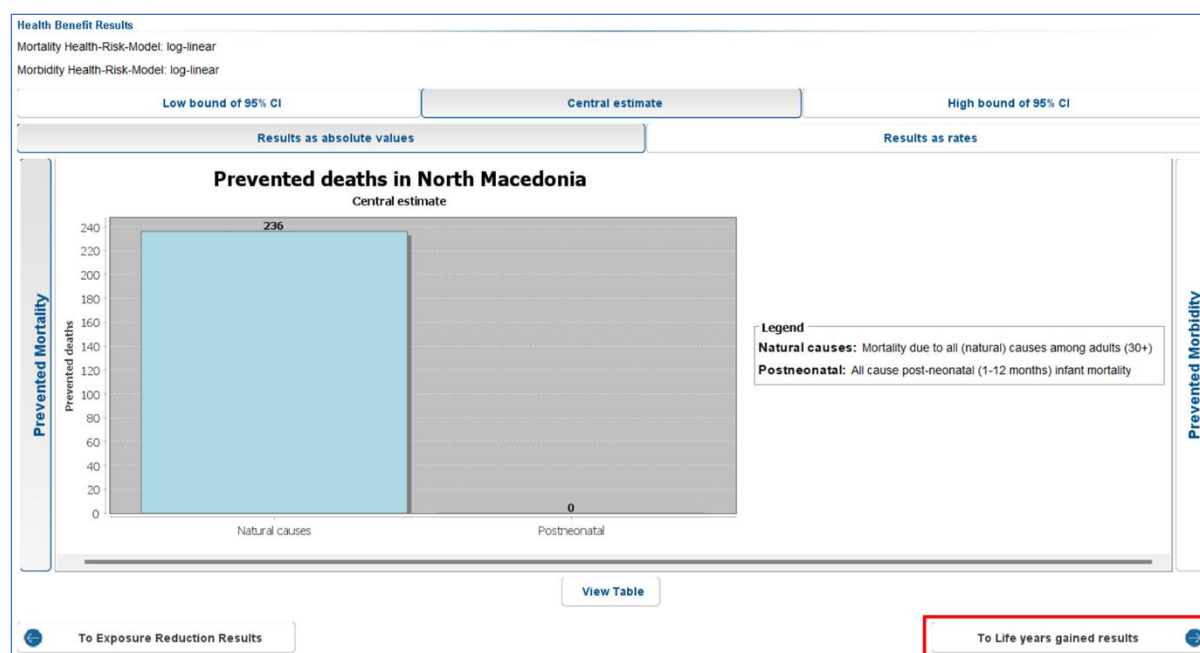 Health Benefit Results
Mortality Health-Risk-Model: log-linear
Morbidity Health-Risk-Model: log-linear
Low bound of 95% CI
Central estimate
High bound of 95% CI
Results as absolute values
Results as rates
Prevented Mortality
Prevented deaths in North Macedonia
Central estimate
Prevented deaths
240
220
200
180
160
140
120
100
80
60
40
20
0
236
0
Natural causes
Postneonatal
Legend
Natural causes: Mortality due to all (natural) causes among adults (30+)
Postneonatal: All cause post-neonatal (1-12 months) infant mortality
Prevented Morbidity
View Table
To Exposure Reduction Results
To Life years gained results